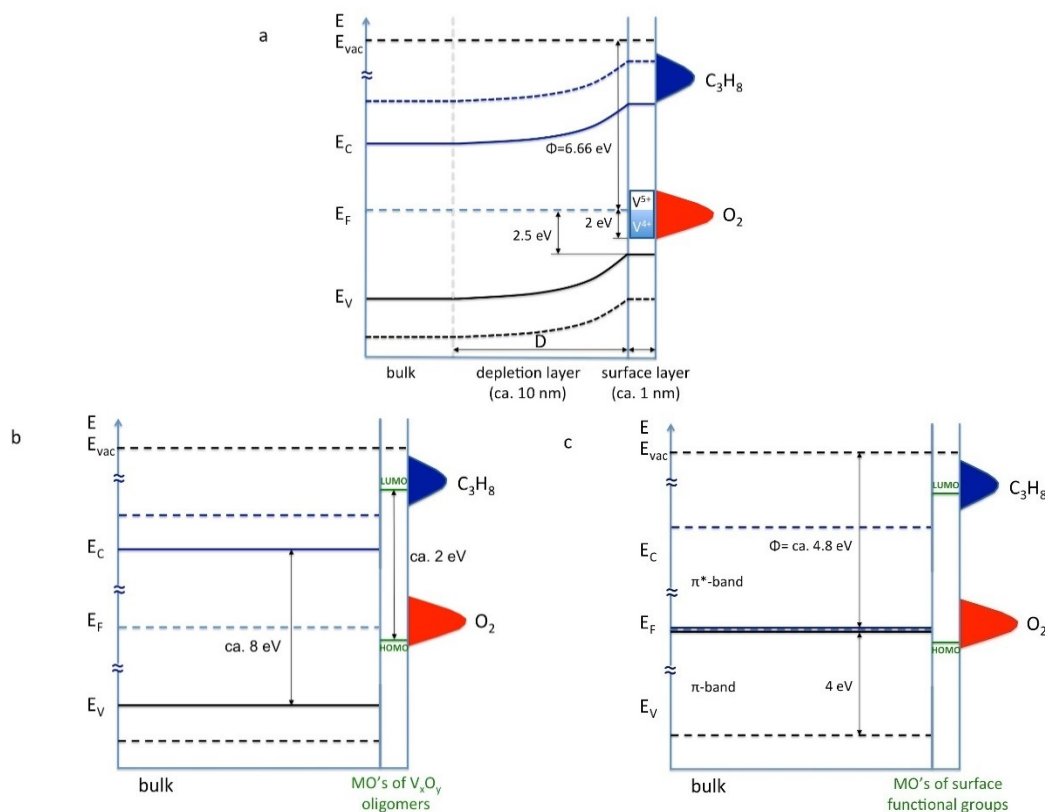 a
E
Evac
C3H8
EC
Φ=6.66 eV
V5+
EF
2 eV
V4+
O2
2.5 eV
EV
D
bulk
depletion layer
(ca. 10 nm)
surface layer
(ca. 1 nm)
b
E
Evac
LUMO
C3H8
EC
ca. 2 eV
EF
O2
ca. 8 eV
HOMO
EV
bulk
MO's of VxOy
oligomers
c
E
Evac
LUMO
C3H8
Φ= ca. 4.8 eV
EC
π*-band
EF
O2
HOMO
π-band
4 eV
EV
bulk
MO's of surface
functional groups